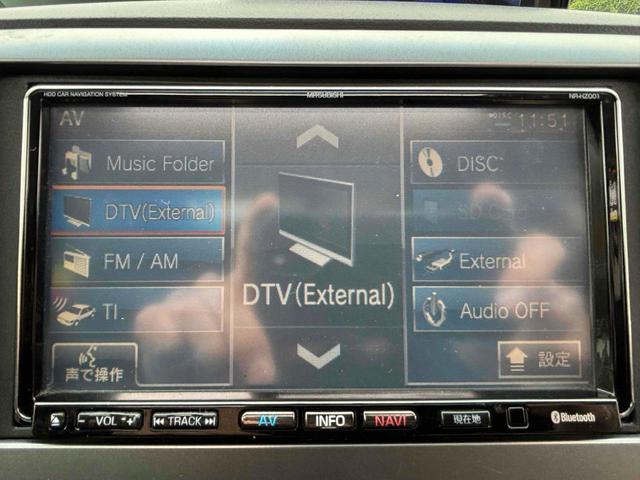 HDD CAR NAVIGATION SYSTEM
MITSUBISHI
NR-HZ001
AV
DISC 11:51
Music Folder
DISC
DTV(External)
SD Card
FM / AM
External
TI
Audio OFF
DTV(External)
声で操作
設定
VOL
TRACK
AV
INFO
NAVI
現在地
Bluetooth